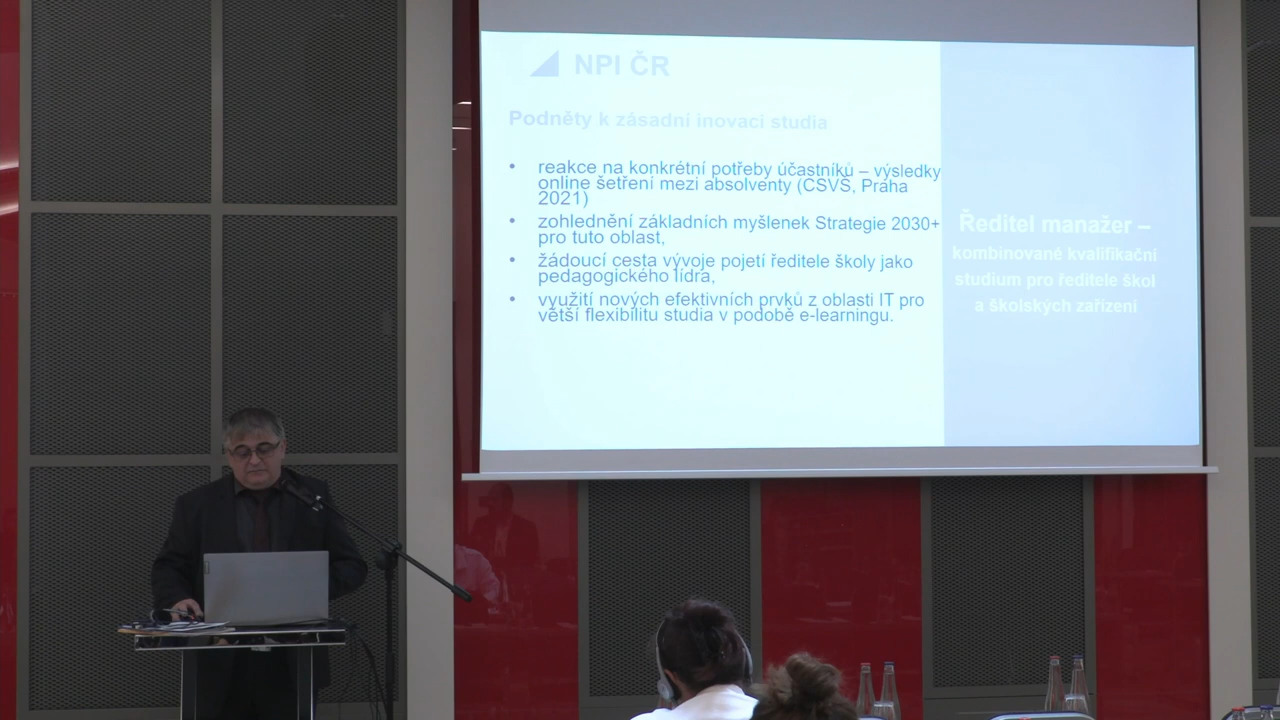 NPI ČR
Podněty k zásadní inovaci studia
• reakce na konkrétní potřeby účastníků – výsledky
online šetření mezi absolventy (CSVŠ, Praha
2021)
• zohlednění základních myšlenek Strategie 2030+
pro tuto oblast,
• žádoucí cesta vývoje pojetí ředitele školy jako
pedagogického lídra,
• využití nových efektivních prvků z oblasti IT pro
větší flexibilitu studia v podobě e-learningu.
Ředitel manažer –
kombinované kvalifikační
studium pro ředitele škol
a školských zařízení